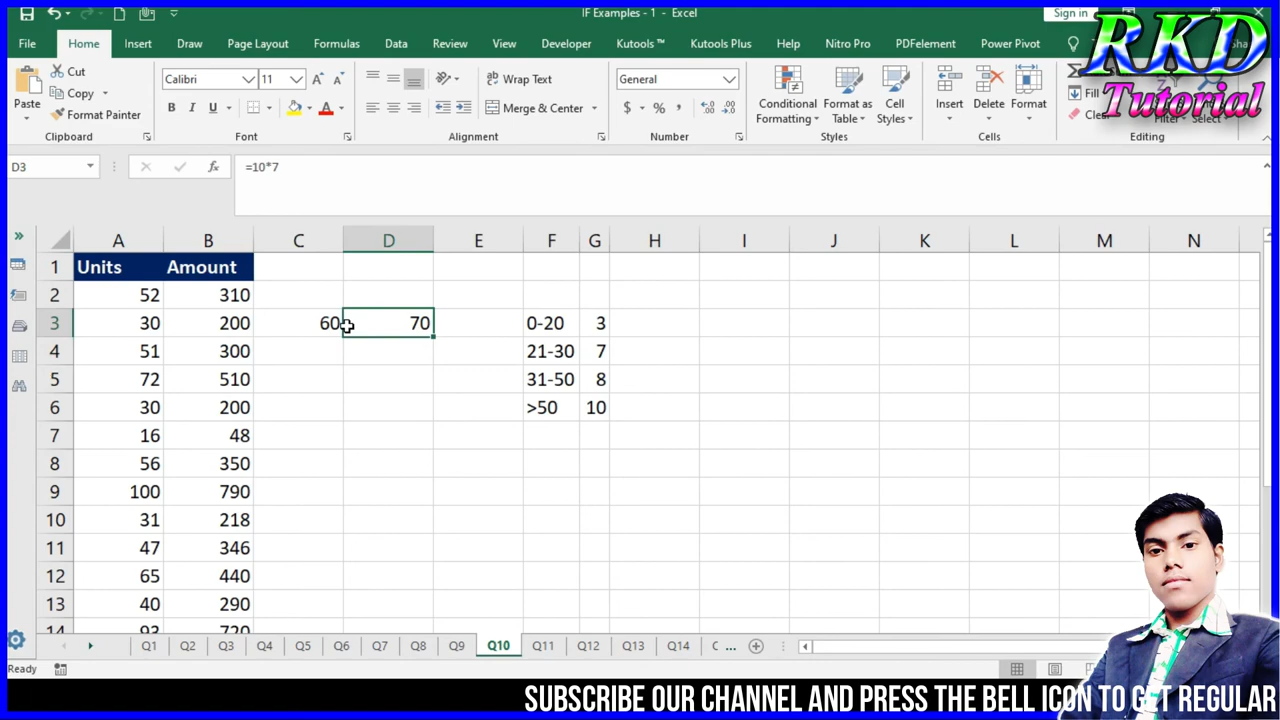 IF Examples - 1 - Excel
Sign in
File Home Insert Draw Page Layout Formulas Data Review View Developer Kutools ™ Kutools Plus Help Nitro Pro PDFelement Power Pivot
RKD
Tutorial
Paste
Cut
Copy
Format Painter
Clipboard
Calibri 11
B I U
Font
Wrap Text
Merge & Center
Alignment
General
$ % ,
Number
Conditional
Formatting
Format as
Table
Cell
Styles
Styles
Insert Delete Format
Cells
Fill
Clear
Filter Select
Editing
D3 fx =10*7
A B C D E F G H I J K L M N
1 Units Amount
2 52 310
3 30 200 60 70 0-20 3
4 51 300 21-30 7
5 72 510 31-50 8
6 30 200 >50 10
7 16 48
8 56 350
9 100 790
10 31 218
11 47 346
12 65 440
13 40 290
14 93 720
Q1 Q2 Q3 Q4 Q5 Q6 Q7 Q8 Q9 Q10 Q11 Q12 Q13 Q14 ...
Ready
SUBSCRIBE OUR CHANNEL AND PRESS THE BELL ICON TO GET REGULAR